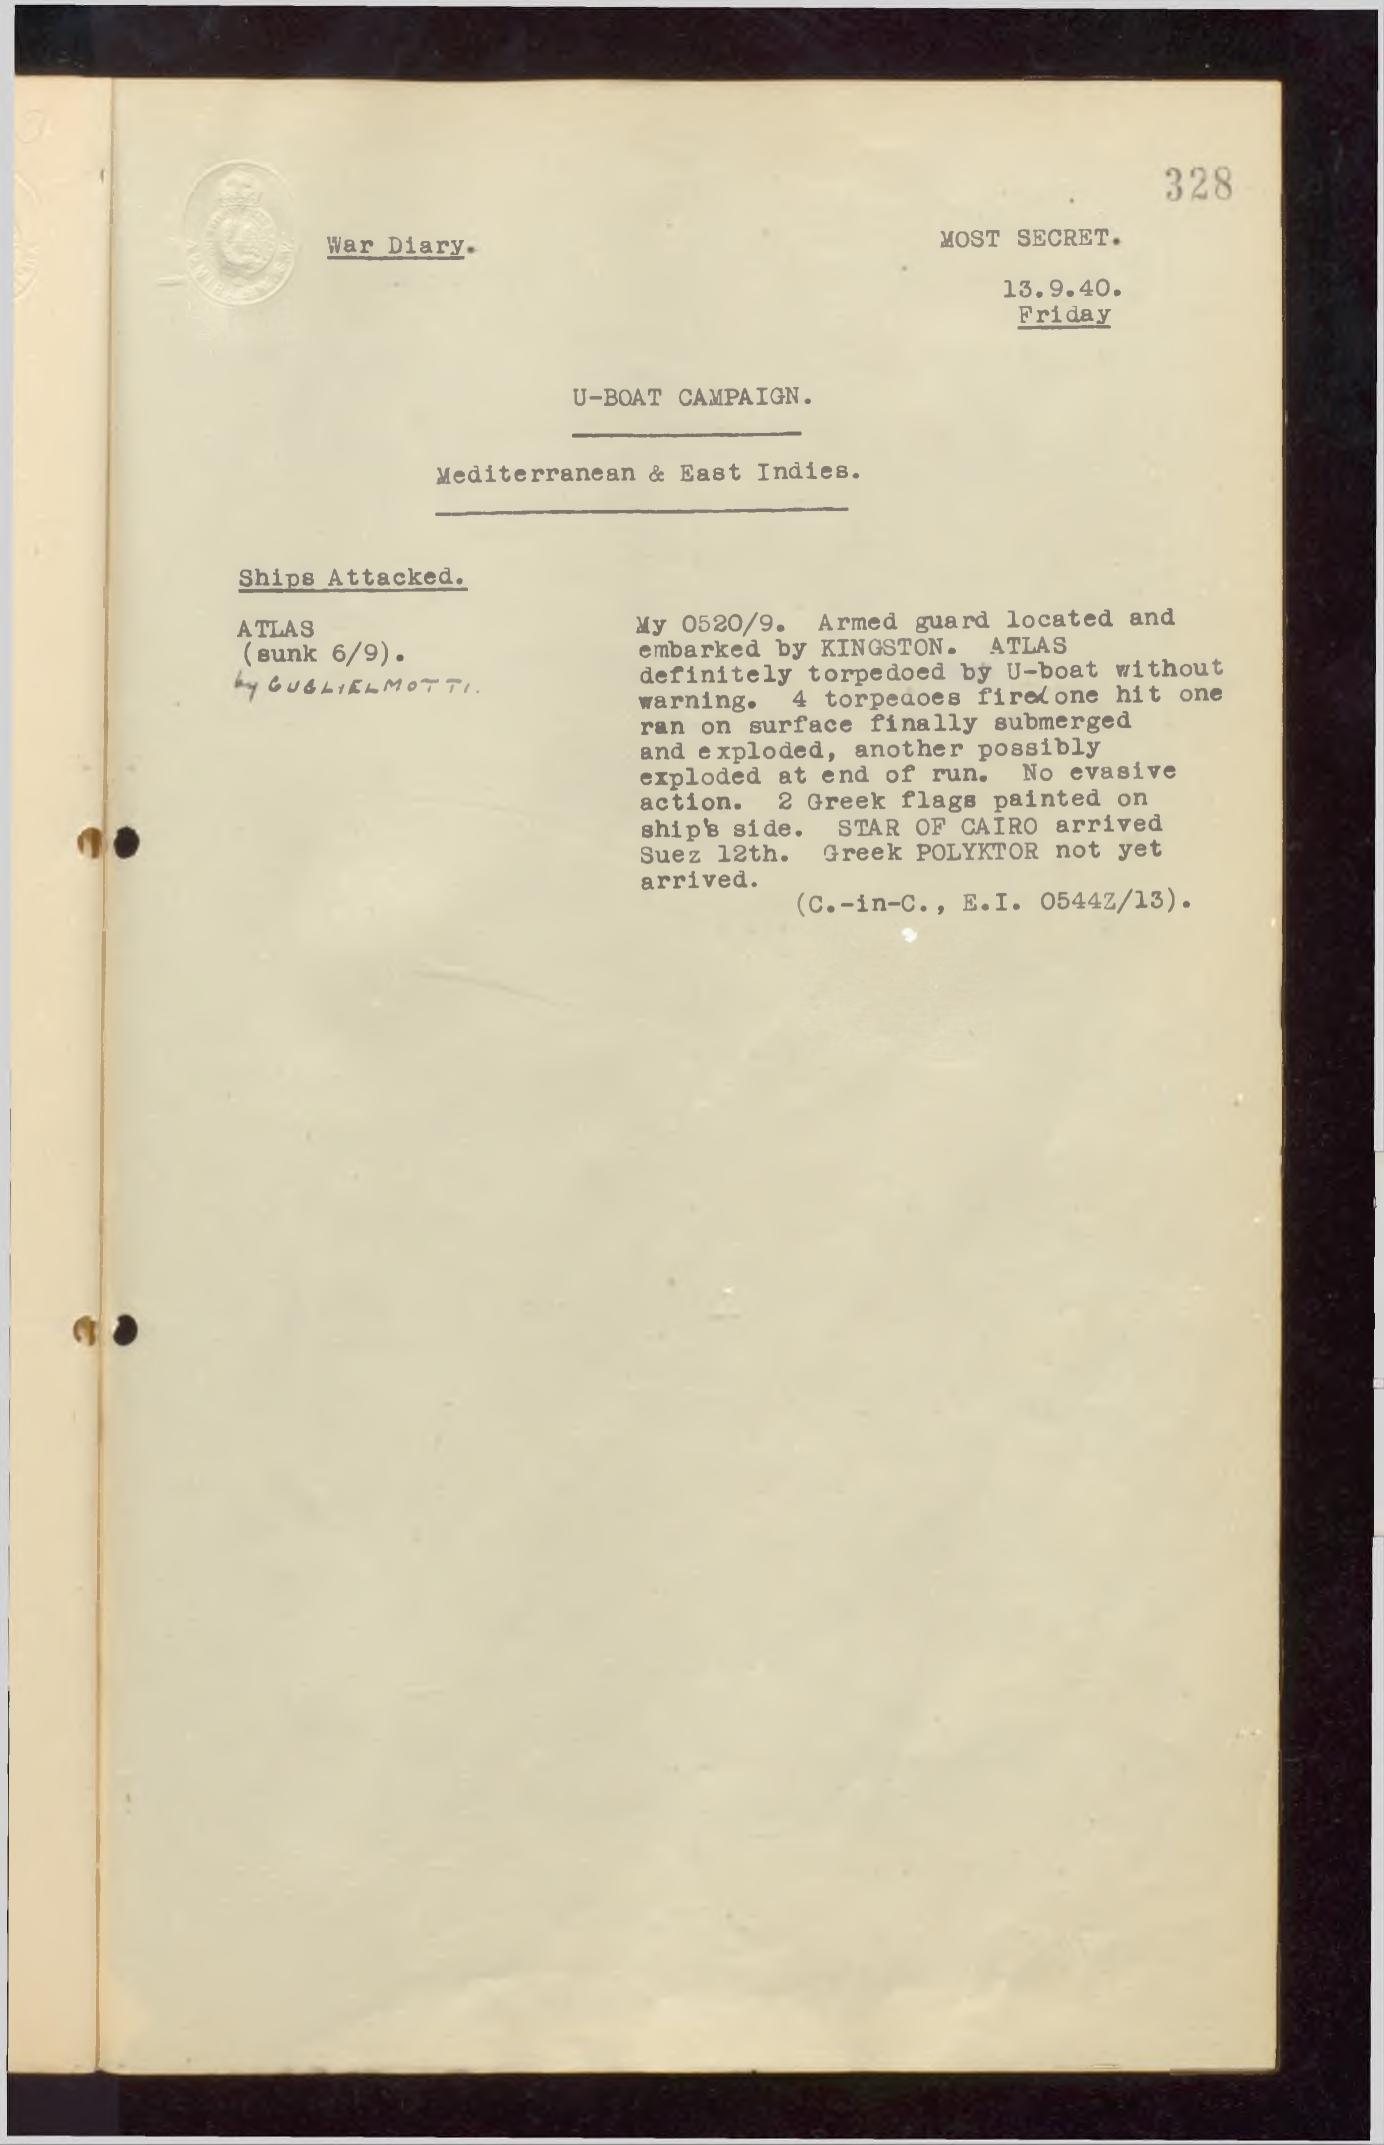 328
War Diary.
MOST SECRET.
13.9.40.
Friday
U-BOAT CAMPAIGN.
Mediterranean & East Indies.
Ships Attacked.
ATLAS
(sunk 6/9).
by GUGLIELMOTTI.
My 0520/9. Armed guard located and
embarked by KINGSTON. ATLAS
definitely torpedoed by U-boat without
warning. 4 torpedoes fired one hit one
ran on surface finally submerged
and exploded, another possibly
exploded at end of run. No evasive
action. 2 Greek flags painted on
ship's side. STAR OF CAIRO arrived
Suez 12th. Greek POLYKTOR not yet
arrived.
(C.-in-C., E.I. 0544Z/13).